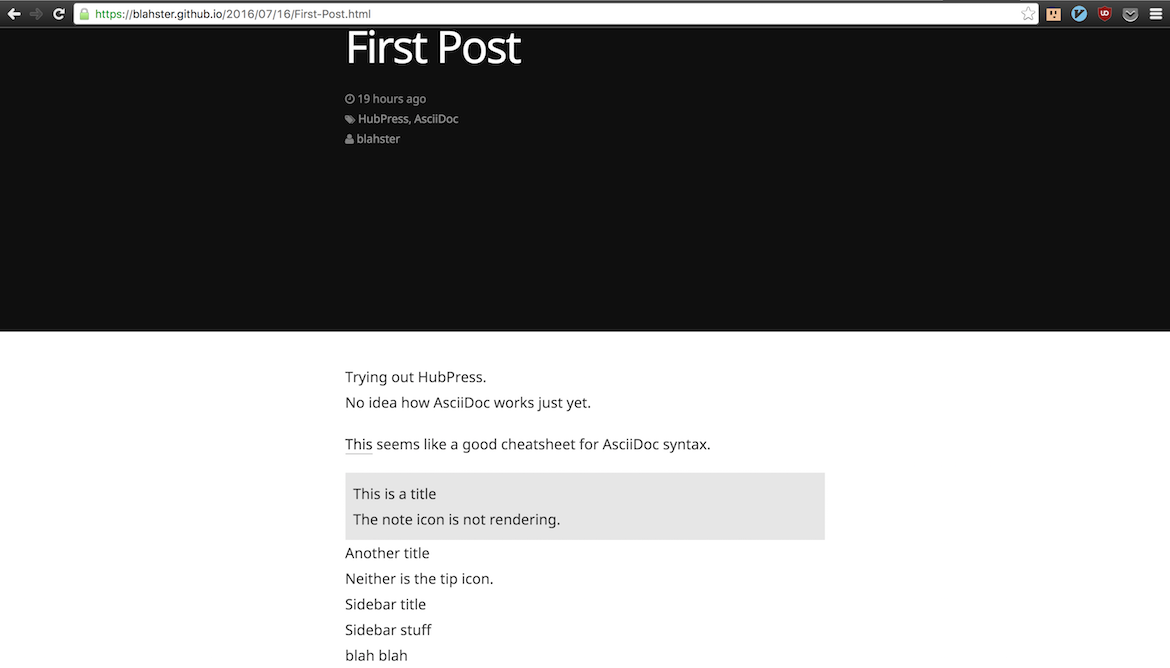 https://blahster.github.io/2016/07/16/First-Post.html
First Post
19 hours ago
HubPress, AsciiDoc
blahster
Trying out HubPress.
No idea how AsciiDoc works just yet.
This seems like a good cheatsheet for AsciiDoc syntax.
This is a title
The note icon is not rendering.
Another title
Neither is the tip icon.
Sidebar title
Sidebar stuff
blah blah